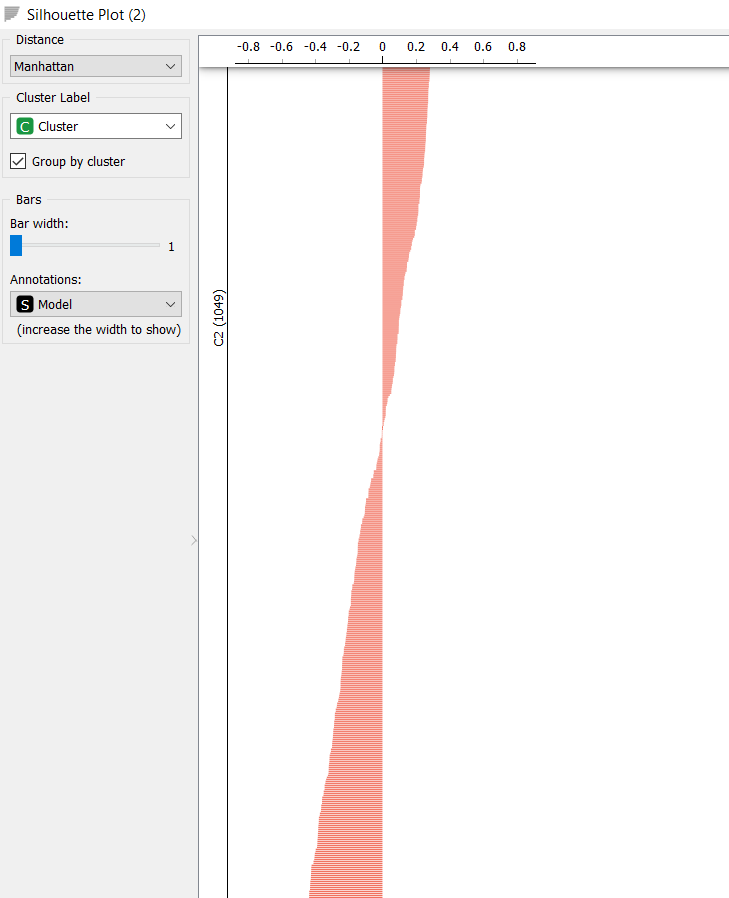 Silhouette Plot (2)
Distance
Manhattan
Cluster Label
C Cluster
Group by cluster
Bars
Bar width:
1
Annotations:
S Model
(increase the width to show)
-0.8 -0.6 -0.4 -0.2 0 0.2 0.4 0.6 0.8
C2 (1049)